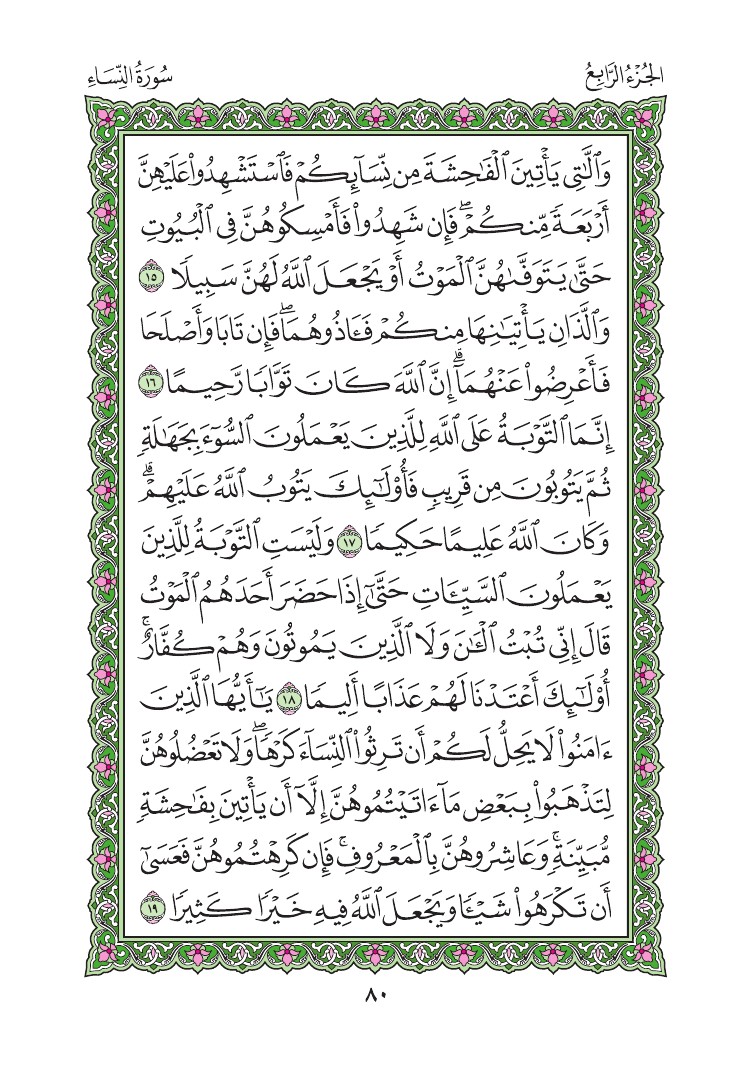 الجُزْءُ الرَّابِعُ
سُورَةُ النِّسَاءِ
وَٱلَّٰتِى يَأْتِينَ ٱلْفَٰحِشَةَ مِن نِّسَآئِكُمْ فَٱسْتَشْهِدُوا۟ عَلَيْهِنَّ
أَرْبَعَةً مِّنكُمْ ۖ فَإِن شَهِدُوا۟ فَأَمْسِكُوهُنَّ فِى ٱلْبُيُوتِ
حَتَّىٰ يَتَوَفَّىٰهُنَّ ٱلْمَوْتُ أَوْ يَجْعَلَ ٱللَّهُ لَهُنَّ سَبِيلًا ١٥
وَٱلَّذَانِ يَأْتِيَٰنِهَا مِنكُمْ فَـَٔاذُوهُمَا ۖ فَإِن تَابَا وَأَصْلَحَا
فَأَعْرِضُوا۟ عَنْهُمَآ ۗ إِنَّ ٱللَّهَ كَانَ تَوَّابًا رَّحِيمًا ١٦
إِنَّمَا ٱلتَّوْبَةُ عَلَى ٱللَّهِ لِلَّذِينَ يَعْمَلُونَ ٱلسُّوٓءَ بِجَهَٰلَةٍ
ثُمَّ يَتُوبُونَ مِن قَرِيبٍ فَأُو۟لَٰٓئِكَ يَتُوبُ ٱللَّهُ عَلَيْهِمْ ۗ
وَكَانَ ٱللَّهُ عَلِيمًا حَكِيمًا ١٧ وَلَيْسَتِ ٱلتَّوْبَةُ لِلَّذِينَ
يَعْمَلُونَ ٱلسَّيِّـَٔاتِ حَتَّىٰٓ إِذَا حَضَرَ أَحَدَهُمُ ٱلْمَوْتُ
قَالَ إِنِّى تُبْتُ ٱلْـَٰٔنَ وَلَا ٱلَّذِينَ يَمُوتُونَ وَهُمْ كُفَّارٌ ۚ
أُو۟لَٰٓئِكَ أَعْتَدْنَا لَهُمْ عَذَابًا أَلِيمًا ١٨ يَٰٓأَيُّهَا ٱلَّذِينَ
ءَامَنُوا۟ لَا يَحِلُّ لَكُمْ أَن تَرِثُوا۟ ٱلنِّسَآءَ كَرْهًا ۖ وَلَا تَعْضُلُوهُنَّ
لِتَذْهَبُوا۟ بِبَعْضِ مَآ ءَاتَيْتُمُوهُنَّ إِلَّآ أَن يَأْتِينَ بِفَٰحِشَةٍ
مُّبَيِّنَةٍ ۚ وَعَاشِرُوهُنَّ بِٱلْمَعْرُوفِ ۚ فَإِن كَرِهْتُمُوهُنَّ فَعَسَىٰٓ
أَن تَكْرَهُوا۟ شَيْـًٔا وَيَجْعَلَ ٱللَّهُ فِيهِ خَيْرًا كَثِيرًا ١٩
٨٠